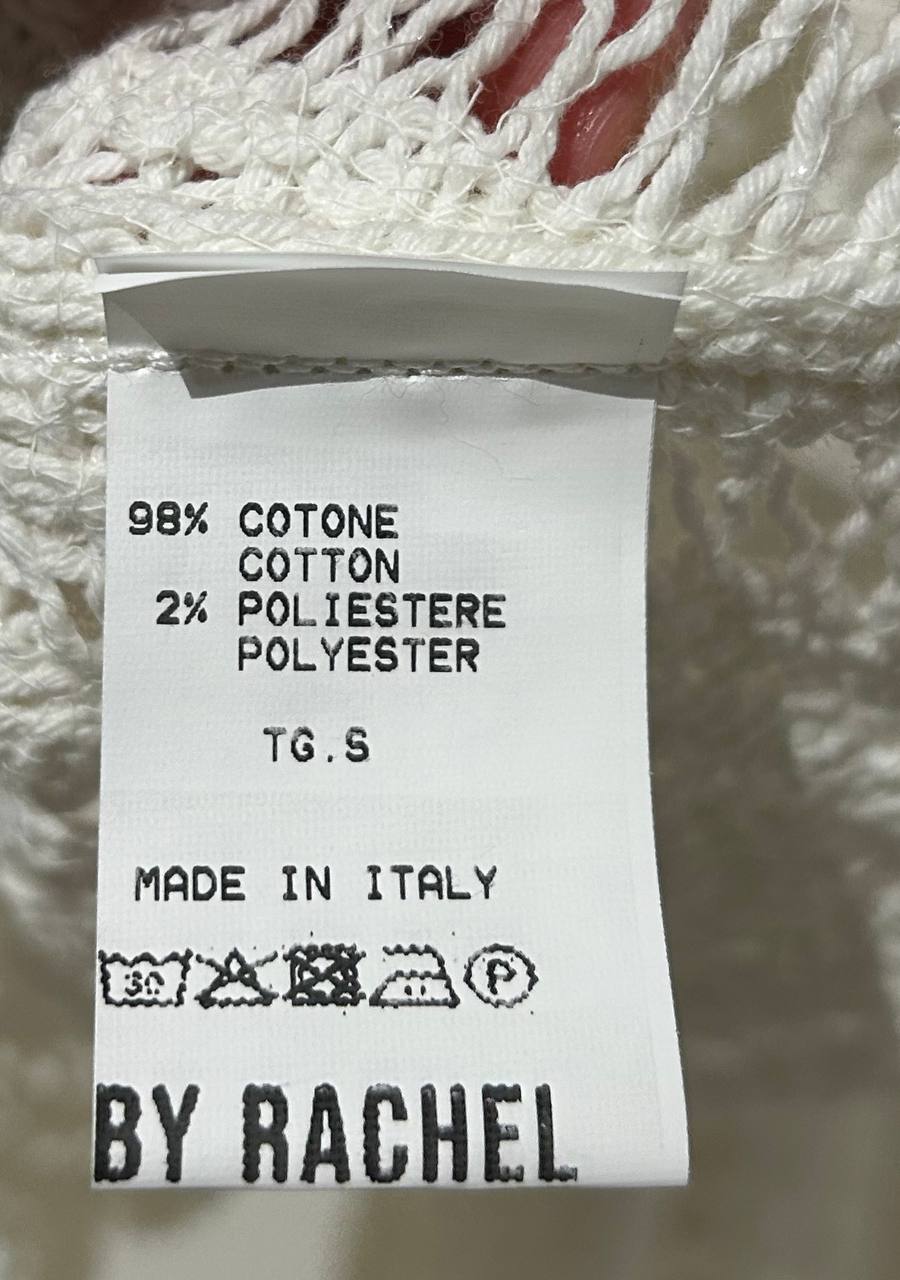 98% COTONE
COTTON
2% POLIESTERE
POLYESTER
TG.S
MADE IN ITALY
30 P
BY RACHEL